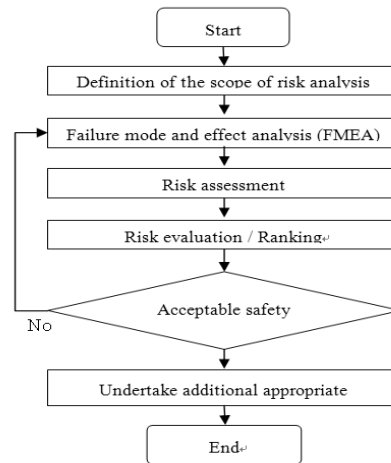 Start
Definition of the scope of risk analysis
Failure mode and effect analysis (FMEA)
Risk assessment
Risk evaluation / Ranking
Acceptable safety
No
Undertake additional appropriate
End